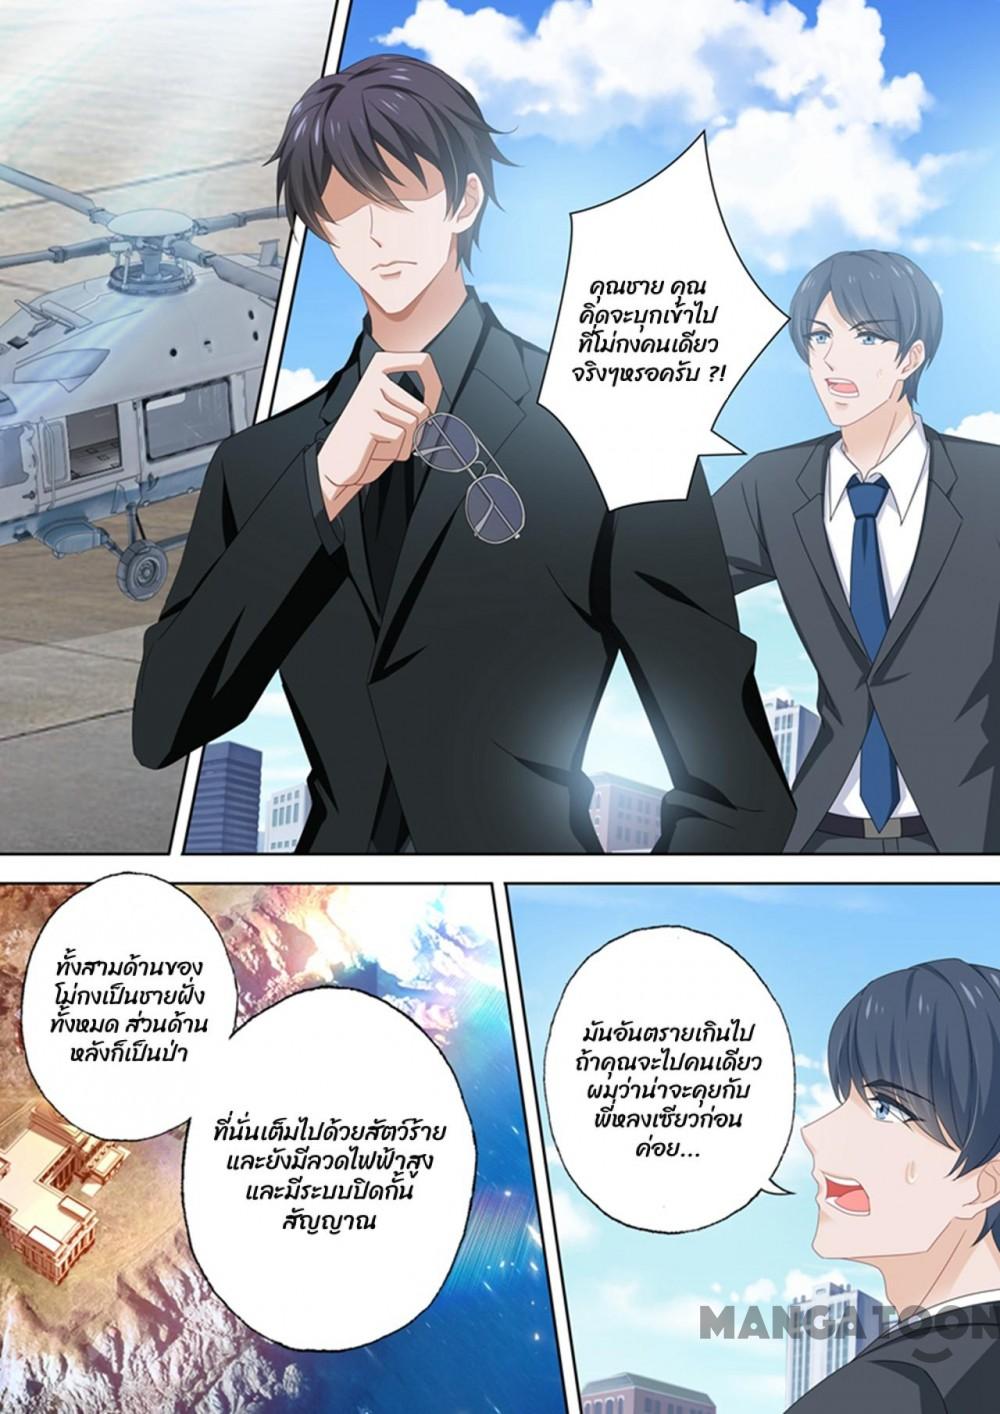 คุณชาย คุณ
คิดจะบุกเข้าไป
ที่โม่กงคนเดียว
จริงๆหรอครับ ?!
ทั้งสามด้านของ
โม่กงเป็นชายฝั่ง
ทั้งหมด ส่วนด้าน
หลังก็เป็นป่า
ที่นั่นเต็มไปด้วยสัตว์ร้าย
และยังมีลวดไฟฟ้าสูง
และมีระบบปิดกั้น
สัญญาณ
มันอันตรายเกินไป
ถ้าคุณจะไปคนเดียว
ผมว่าน่าจะคุยกับ
พี่หลงเซียวก่อน
ค่อย...
MANGATOON